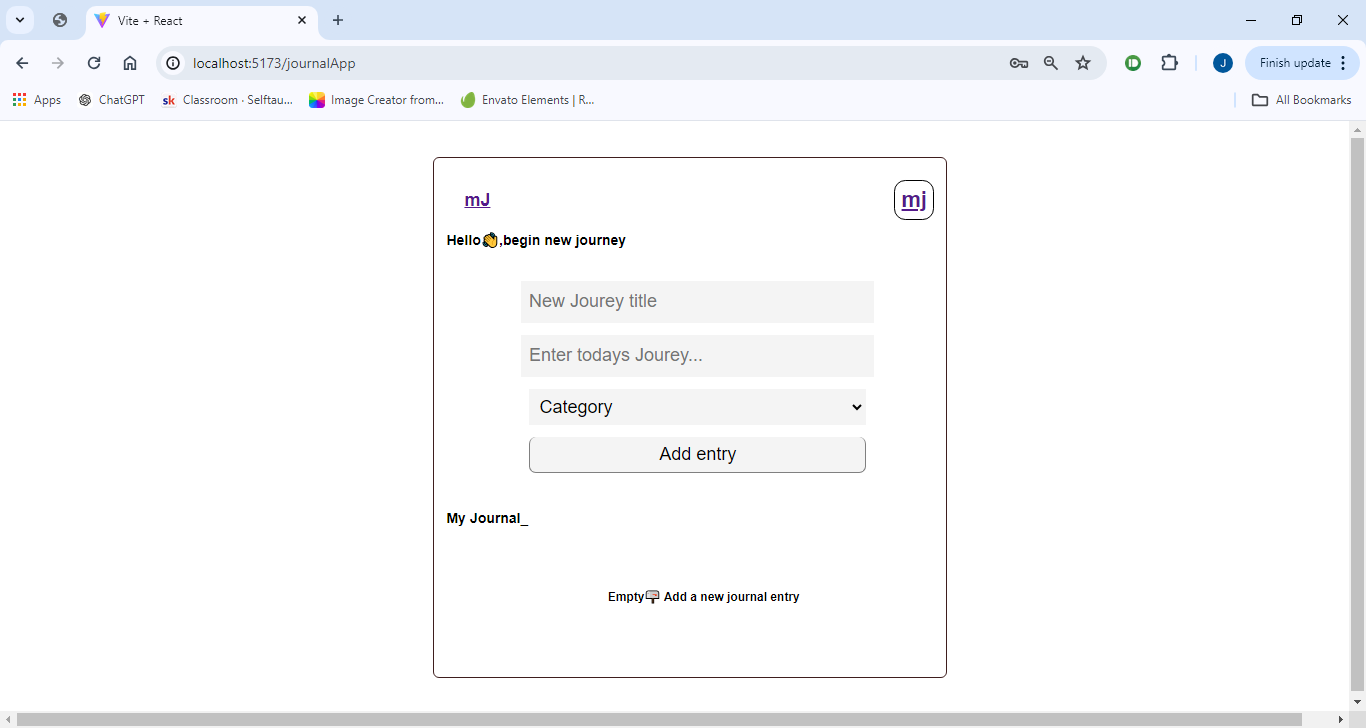 Vite + React
localhost:5173/journalApp
J
Finish update
Apps
ChatGPT
sk Classroom - Selftau...
Image Creator from...
Envato Elements | R...
All Bookmarks
mJ
mj
Hello👏,begin new journey
New Jourey title
Enter todays Jourey...
Category
Add entry
My Journal_
Empty📪 Add a new journal entry